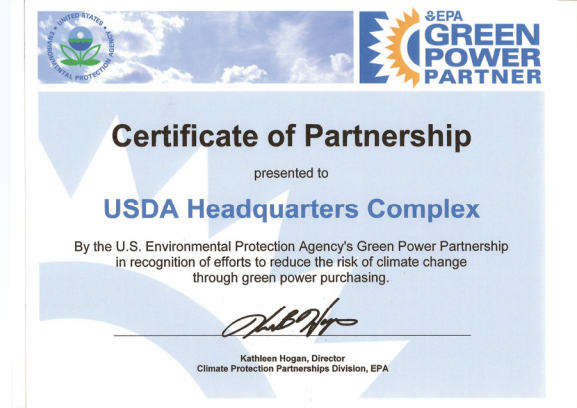 UNITED STATES
ENVIRONMENTAL PROTECTION AGENCY
EPA
GREEN
POWER
PARTNER
Certificate of Partnership
presented to
USDA Headquarters Complex
By the U.S. Environmental Protection Agency's Green Power Partnership
in recognition of efforts to reduce the risk of climate change
through green power purchasing.
Kathleen Hogan, Director
Climate Protection Partnerships Division, EPA